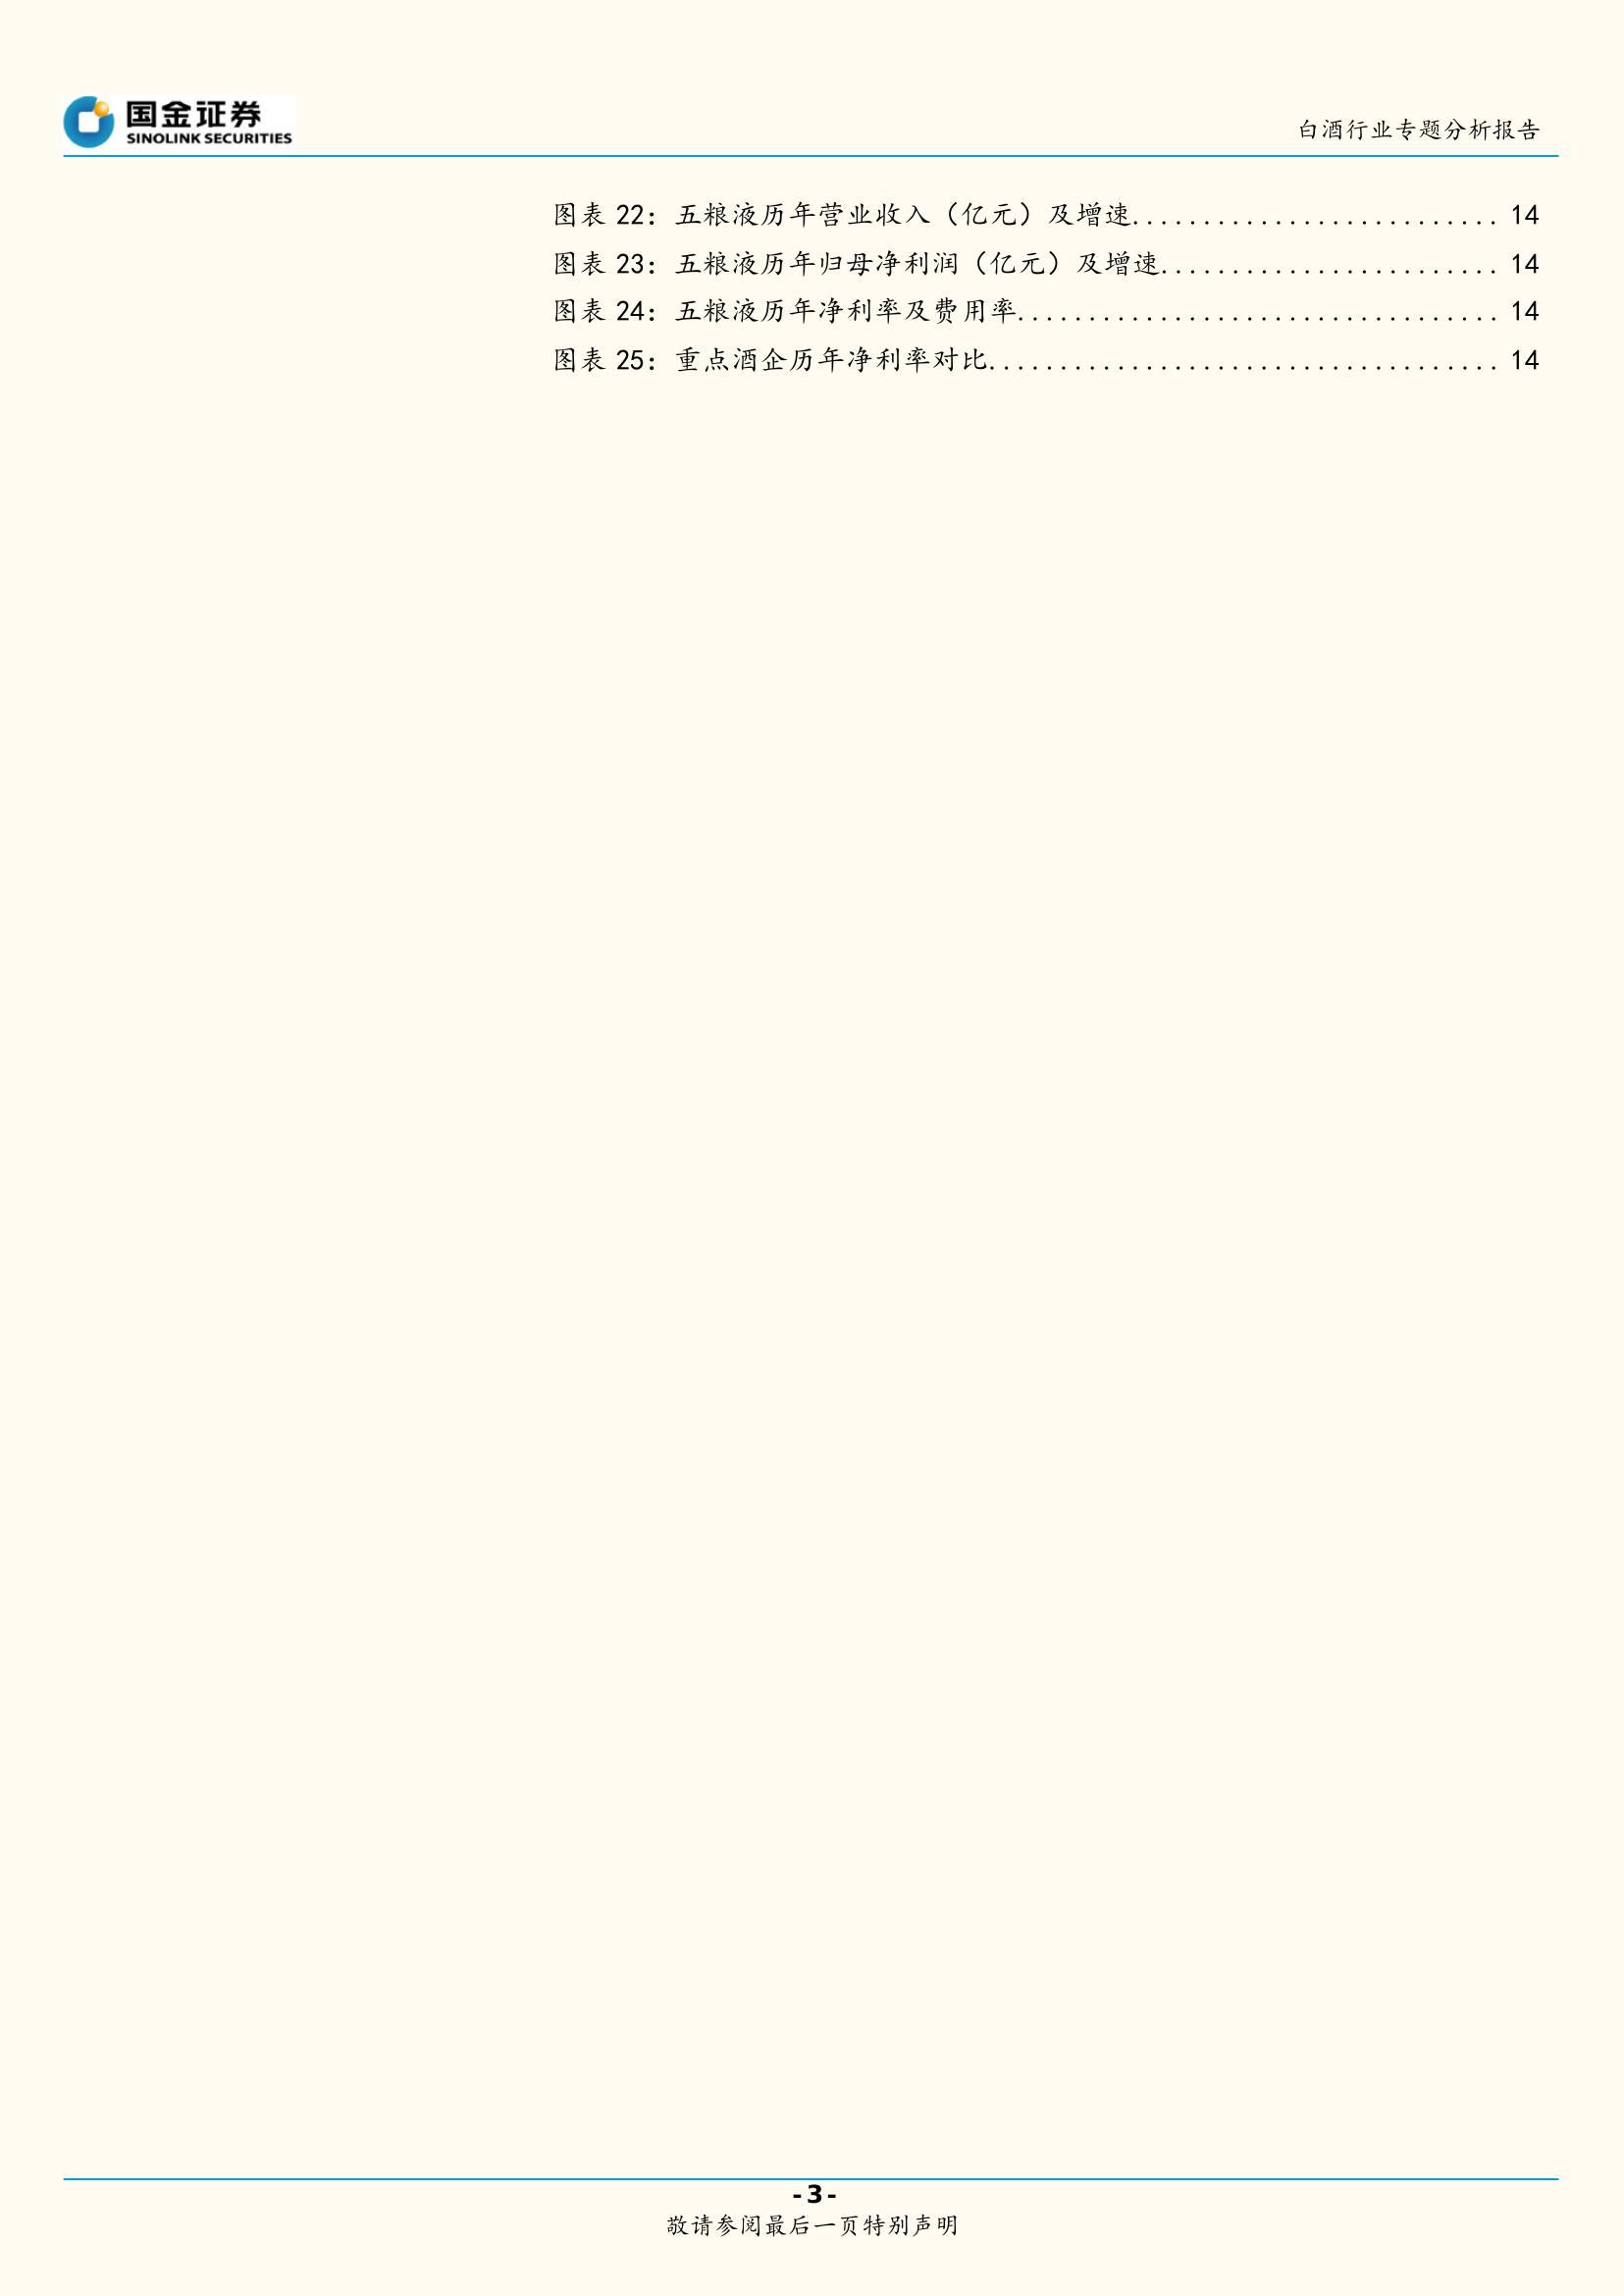 国金证券
SINOLINK SECURITIES
白酒行业专题分析报告
图表 22：五粮液历年营业收入（亿元）及增速.......................... 14
图表 23：五粮液历年归母净利润（亿元）及增速........................ 14
图表 24：五粮液历年净利率及费用率.................................. 14
图表 25：重点酒企历年净利率对比.................................... 14
- 3 -
敬请参阅最后一页特别声明